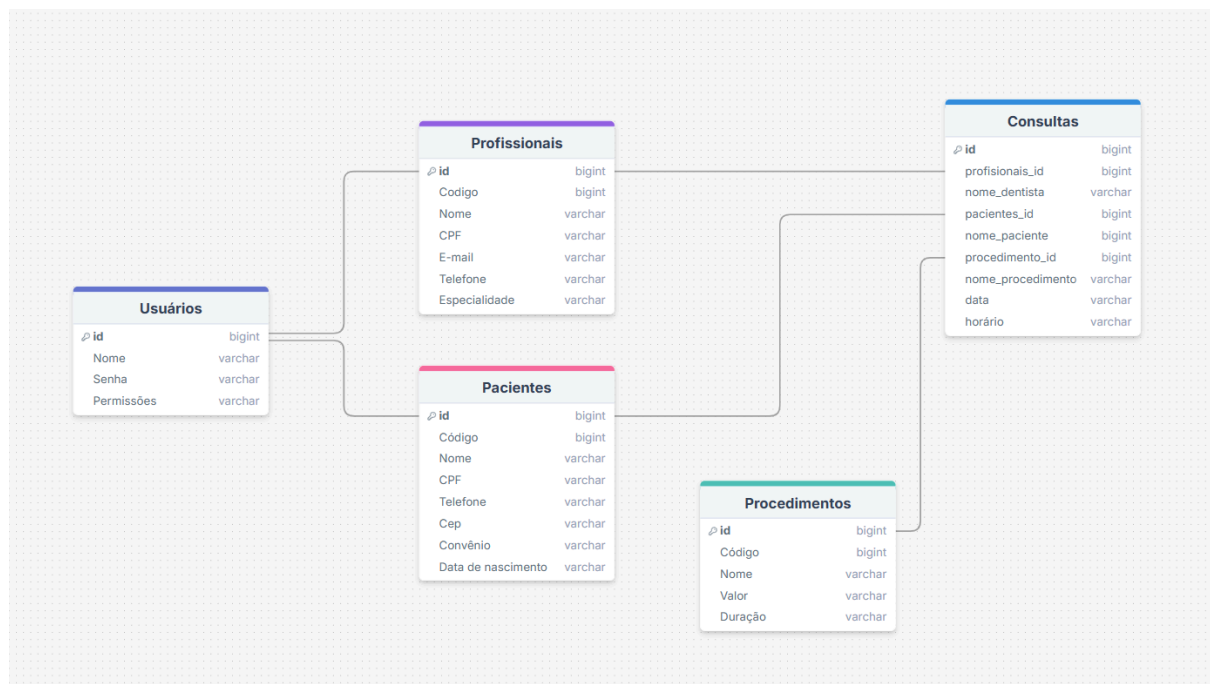 Usuários
id bigint
Nome varchar
Senha varchar
Permissões varchar
Profissionais
id bigint
Codigo bigint
Nome varchar
CPF varchar
E-mail varchar
Telefone varchar
Especialidade varchar
Pacientes
id bigint
Código bigint
Nome varchar
CPF varchar
Telefone varchar
Cep varchar
Convênio varchar
Data de nascimento varchar
Procedimentos
id bigint
Código bigint
Nome varchar
Valor varchar
Duração varchar
Consultas
id bigint
profisionais_id bigint
nome_dentista varchar
pacientes_id bigint
nome_paciente bigint
procedimento_id bigint
nome_procedimento varchar
data varchar
horário varchar